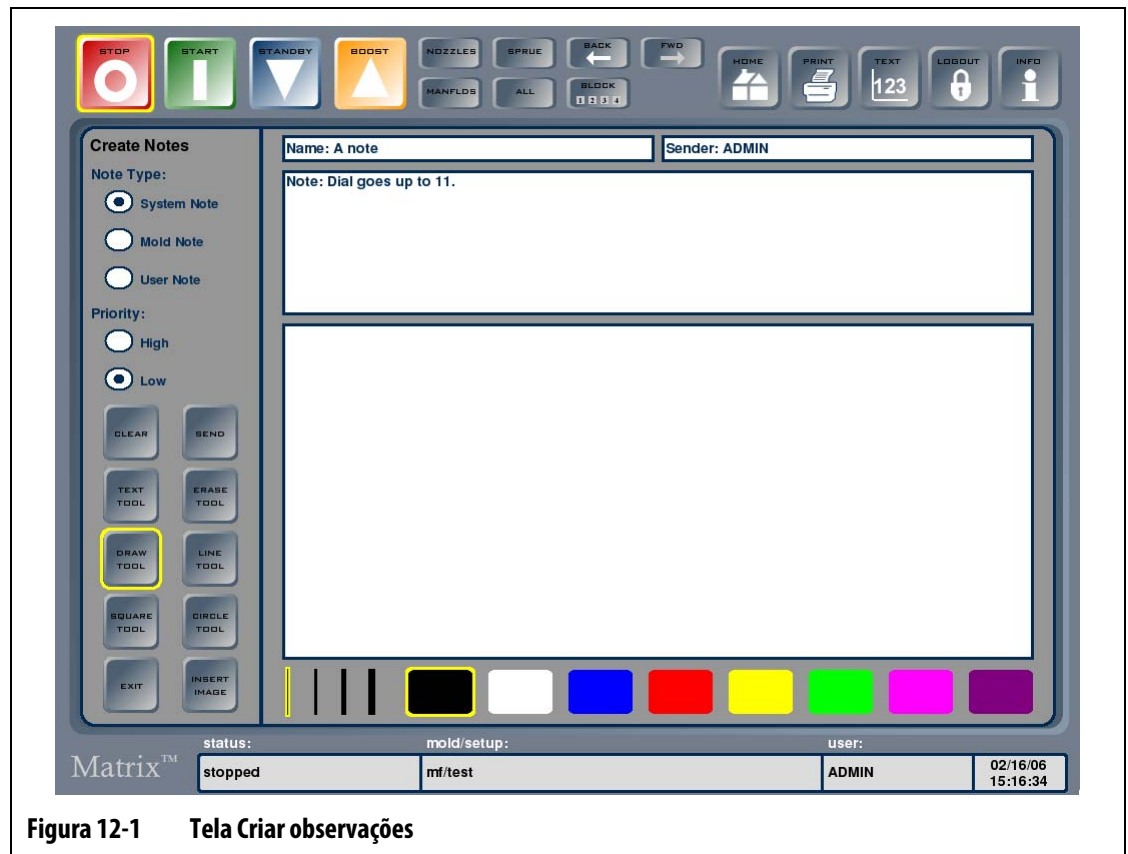 STOP START STANDBY BOOST NOZZLES SPRUE BACK FWD
MANFLDS ALL BLOCK
1 2 3 4
HOME PRINT TEXT LOGOUT INFO
123
Create Notes
Note Type:
System Note
Mold Note
User Note
Priority:
High
Low
CLEAR SEND
TEXT TOOL ERASE TOOL
DRAW TOOL LINE TOOL
SQUARE TOOL CIRCLE TOOL
EXIT INSERT IMAGE
Name: A note Sender: ADMIN
Note: Dial goes up to 11.
Matrix™
status: mold/setup: user:
stopped mf/test ADMIN 02/16/06
15:16:34
Figura 12-1 Tela Criar observações